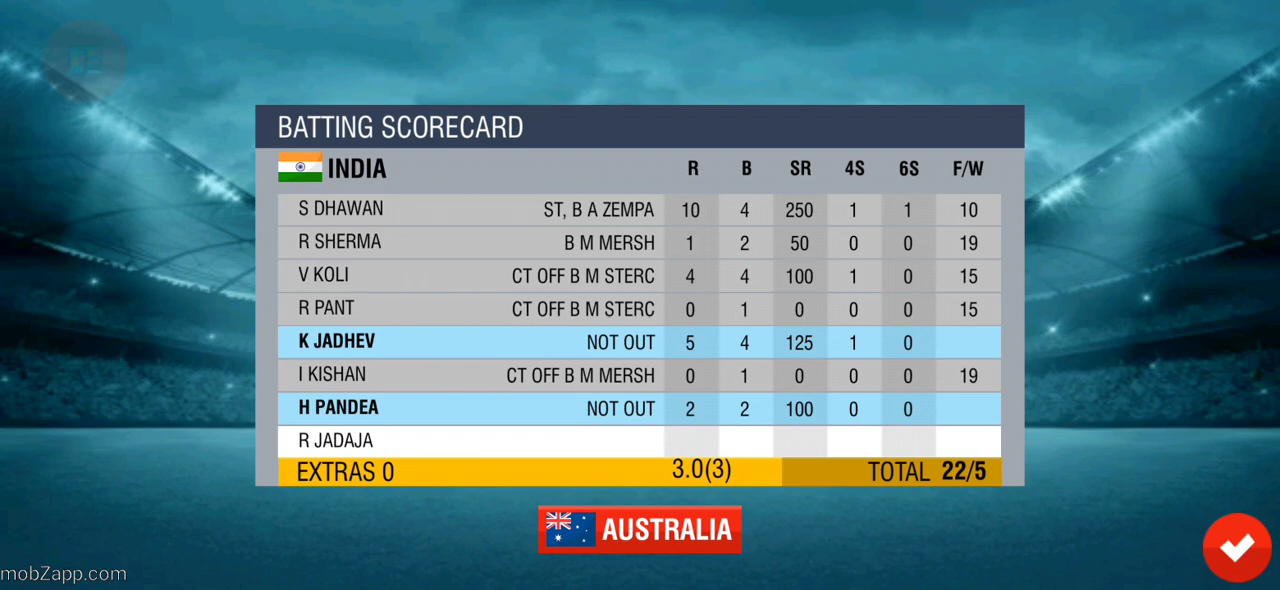 BATTING SCORECARD
INDIA R B SR 4S 6S F/W
S DHAWAN ST, B A ZEMPA 10 4 250 1 1 10
R SHERMA B M MERSH 1 2 50 0 0 19
V KOLI CT OFF B M STERC 4 4 100 1 0 15
R PANT CT OFF B M STERC 0 1 0 0 0 15
K JADHEV NOT OUT 5 4 125 1 0
I KISHAN CT OFF B M MERSH 0 1 0 0 0 19
H PANDEA NOT OUT 2 2 100 0 0
R JADAJA
EXTRAS 0 3.0(3) TOTAL 22/5
AUSTRALIA
mobZapp.com